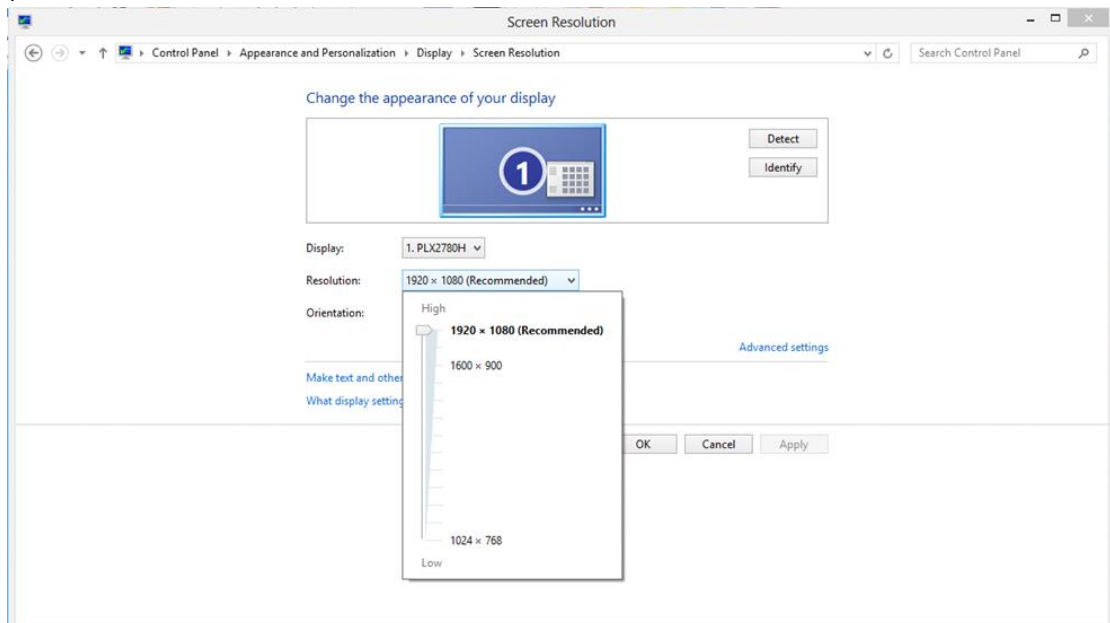 Screen Resolution
Control Panel Appearance and Personalization Display Screen Resolution
Search Control Panel
Change the appearance of your display
1
Detect
Identify
Display: 1. PLX2780H
Resolution: 1920 × 1080 (Recommended)
Orientation:
High
1920 × 1080 (Recommended)
Advanced settings
1600 × 900
Make text and other
What display setting
OK Cancel Apply
1024 × 768
Low